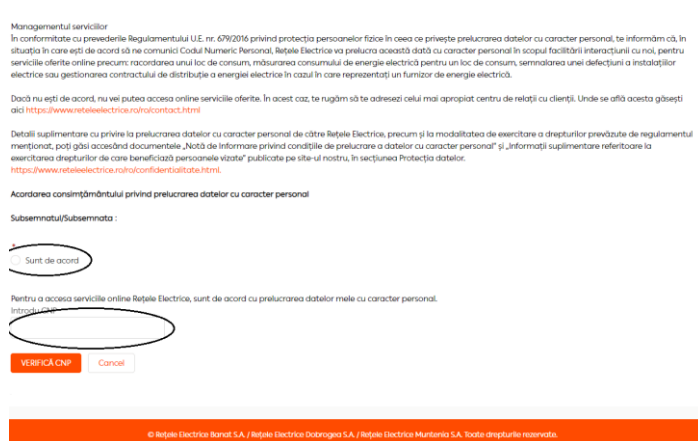 Managementul serviciilor
În conformitate cu prevederile Regulamentului U.E. nr. 679/2016 privind protecția persoanelor fizice în ceea ce privește prelucrarea datelor cu caracter personal, te informăm că, în
situația în care ești de acord să ne comunici Codul Numeric Personal, Rețele Electrice va prelucra această dată cu caracter personal în scopul facilitării interacțiunii cu noi, pentru
serviciile oferite online precum: racordarea unui loc de consum, măsurarea consumului de energie electrică pentru un loc de consum, semnalarea unei defecțiuni a instalațiilor
electrice sau gestionarea contractului de distribuție a energiei electrice în cazul în care reprezentați un furnizor de energie electrică.
Dacă nu ești de acord, nu vei putea accesa online serviciile oferite. În acest caz, te rugăm să te adresezi celui mai apropiat centru de relații cu clienții. Unde se află acesta găsești
aici https://www.reteleelectrice.ro/ro/contact.html
Detalii suplimentare cu privire la prelucrarea datelor cu caracter personal de către Rețele Electrice, precum și la modalitatea de exercitare a drepturilor prevăzute de regulamentul
menționat, poți găsi accesând documentele „Notă de Informare privind condițiile de prelucrare a datelor cu caracter personal” și „Informații suplimentare referitoare la
exercitarea drepturilor de care beneficiază persoanele vizate” publicate pe site-ul nostru, în secțiunea Protecția datelor.
https://www.reteleelectrice.ro/ro/confidentialitate.html.
Acordarea consimțământului privind prelucrarea datelor cu caracter personal
Subsemnatul/Subsemnata :
*
Sunt de acord
Pentru a accesa serviciile online Rețele Electrice, sunt de acord cu prelucrarea datelor mele cu caracter personal.
Introdu CNP
VERIFICĂ CNP Cancel
© Rețele Electrice Banat S.A. / Rețele Electrice Dobrogea S.A. / Rețele Electrice Muntenia S.A. Toate drepturile rezervate.